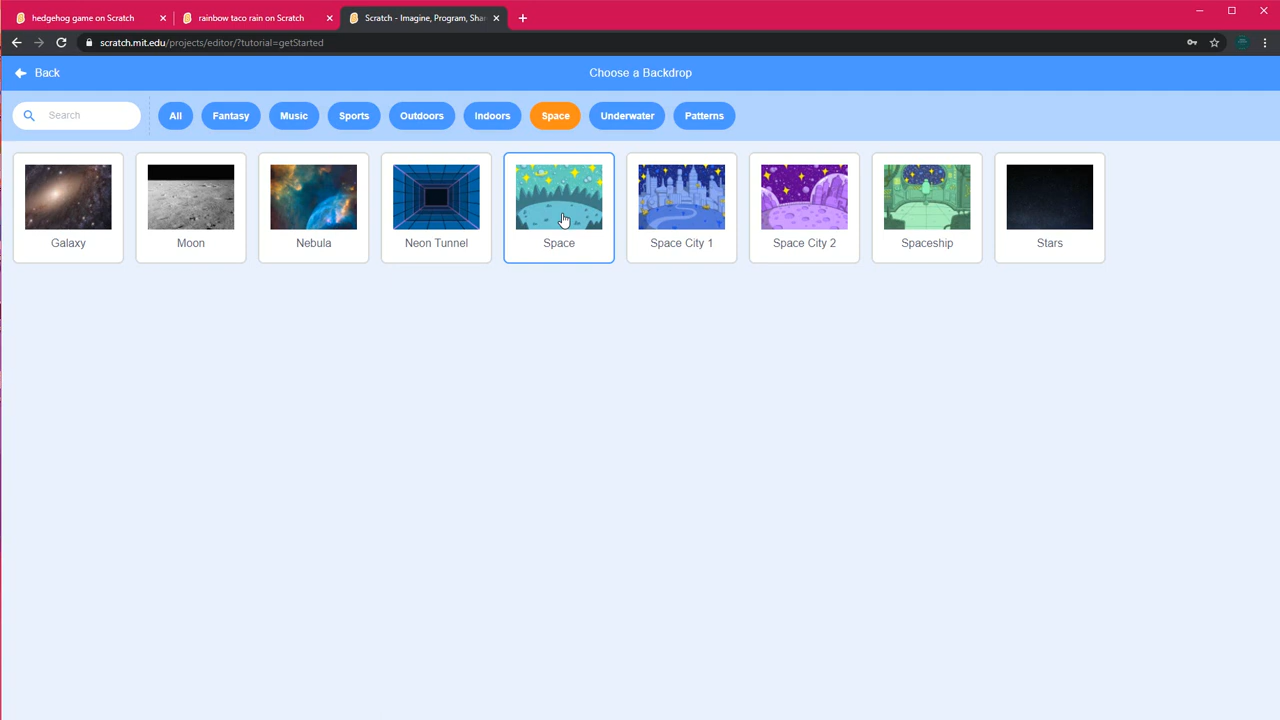 hedgehog game on Scratch
rainbow taco rain on Scratch
Scratch - Imagine, Program, Sha
scratch.mit.edu/projects/editor/?tutorial=getStarted
Back
Choose a Backdrop
Search
All
Fantasy
Music
Sports
Outdoors
Indoors
Space
Underwater
Patterns
Galaxy
Moon
Nebula
Neon Tunnel
Space
Space City 1
Space City 2
Spaceship
Stars